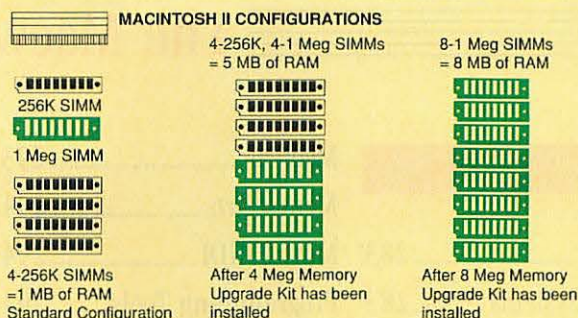 MACINTOSH II CONFIGURATIONS
256K SIMM
1 Meg SIMM
4-256K SIMMs
=1 MB of RAM
Standard Configuration
4-256K, 4-1 Meg SIMMs
= 5 MB of RAM
After 4 Meg Memory
Upgrade Kit has been
installed
8-1 Meg SIMMs
= 8 MB of RAM
After 8 Meg Memory
Upgrade Kit has been
installed